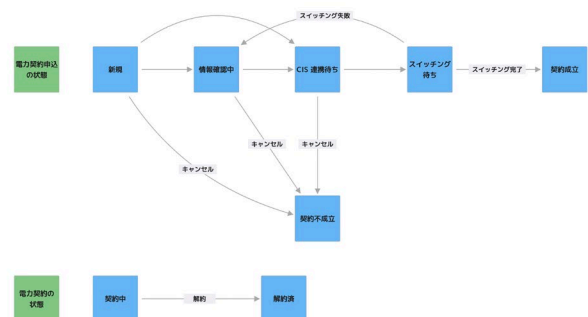 スイッチング失敗
電力契約申込
の状態
新規
情報確認中
CIS 連携待ち
スイッチング
待ち
スイッチング完了
契約成立
キャンセル
キャンセル
キャンセル
契約不成立
電力契約の
状態
契約中
解約
解約済